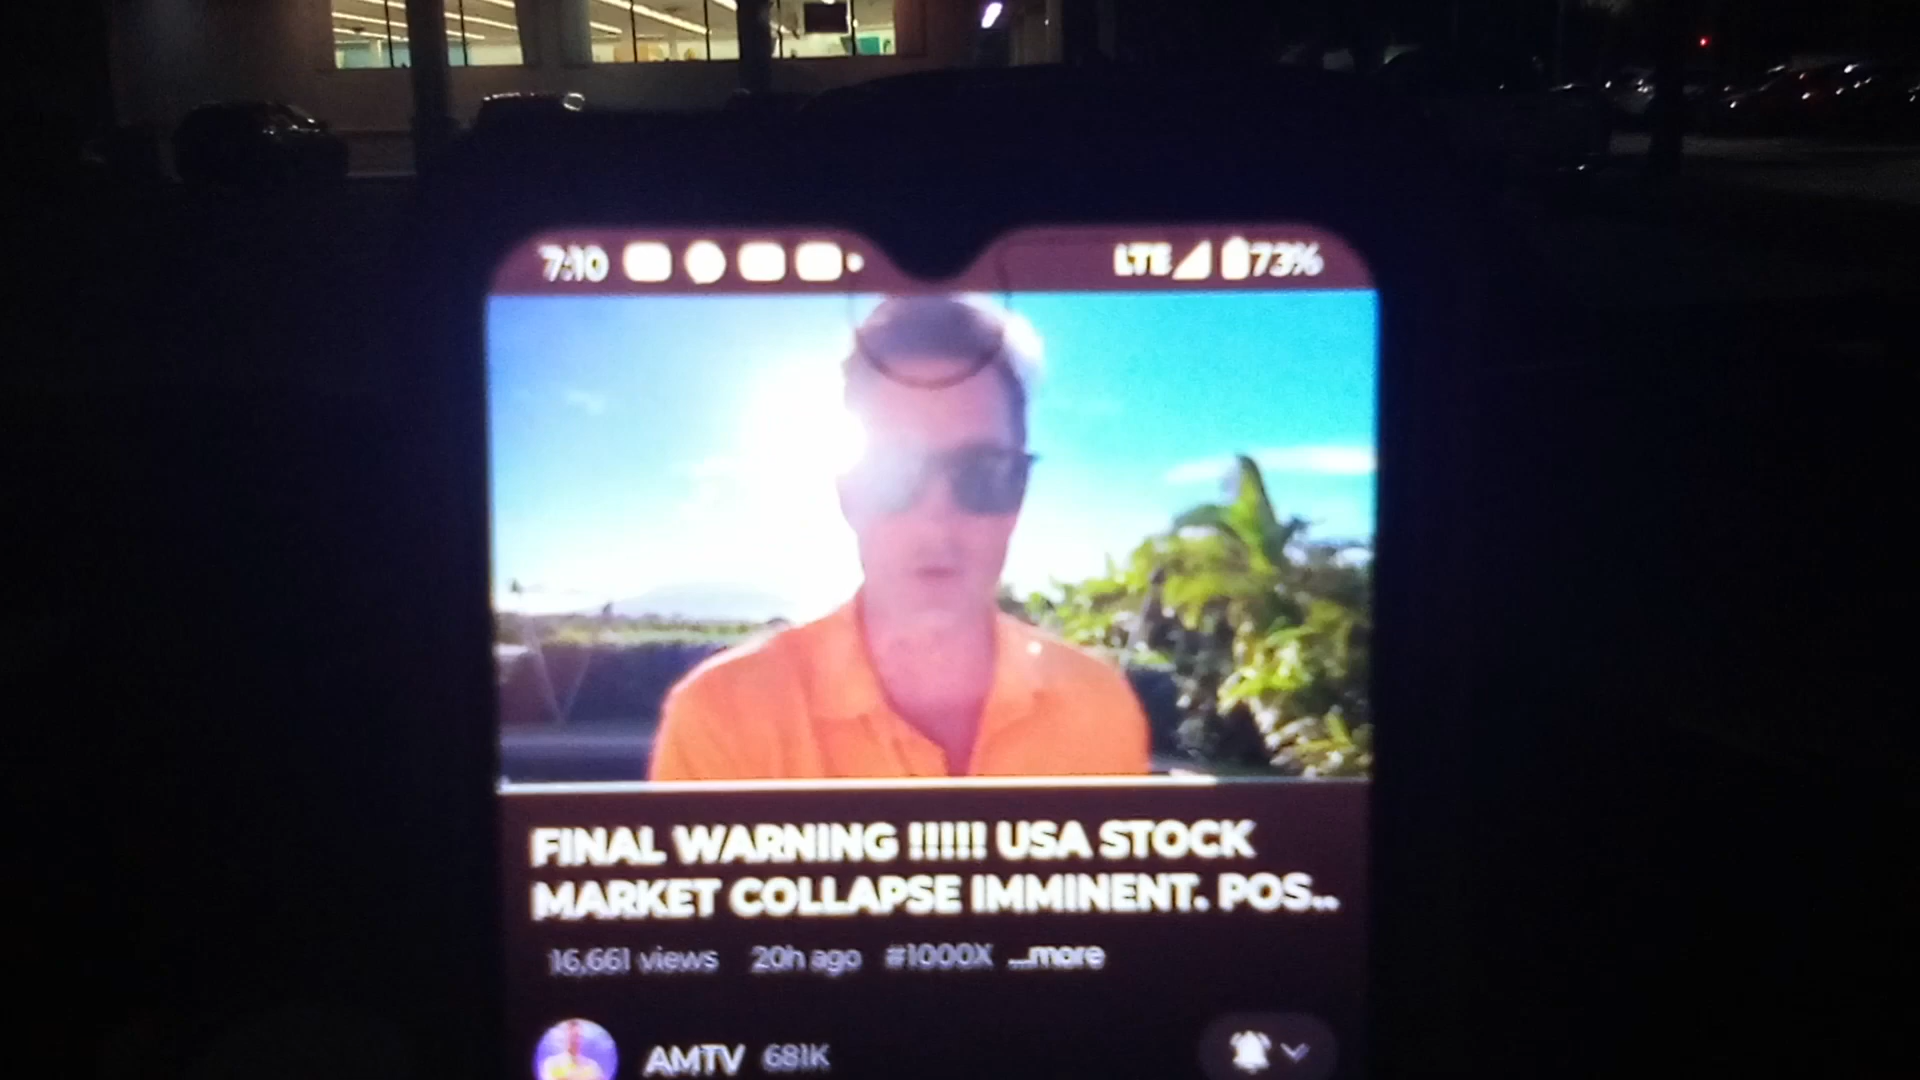 7:10 LTE 73%
FINAL WARNING !!!!! USA STOCK
MARKET COLLAPSE IMMINENT. POS..
16,661 views 20h ago #1000X ...more
AMTV 681K